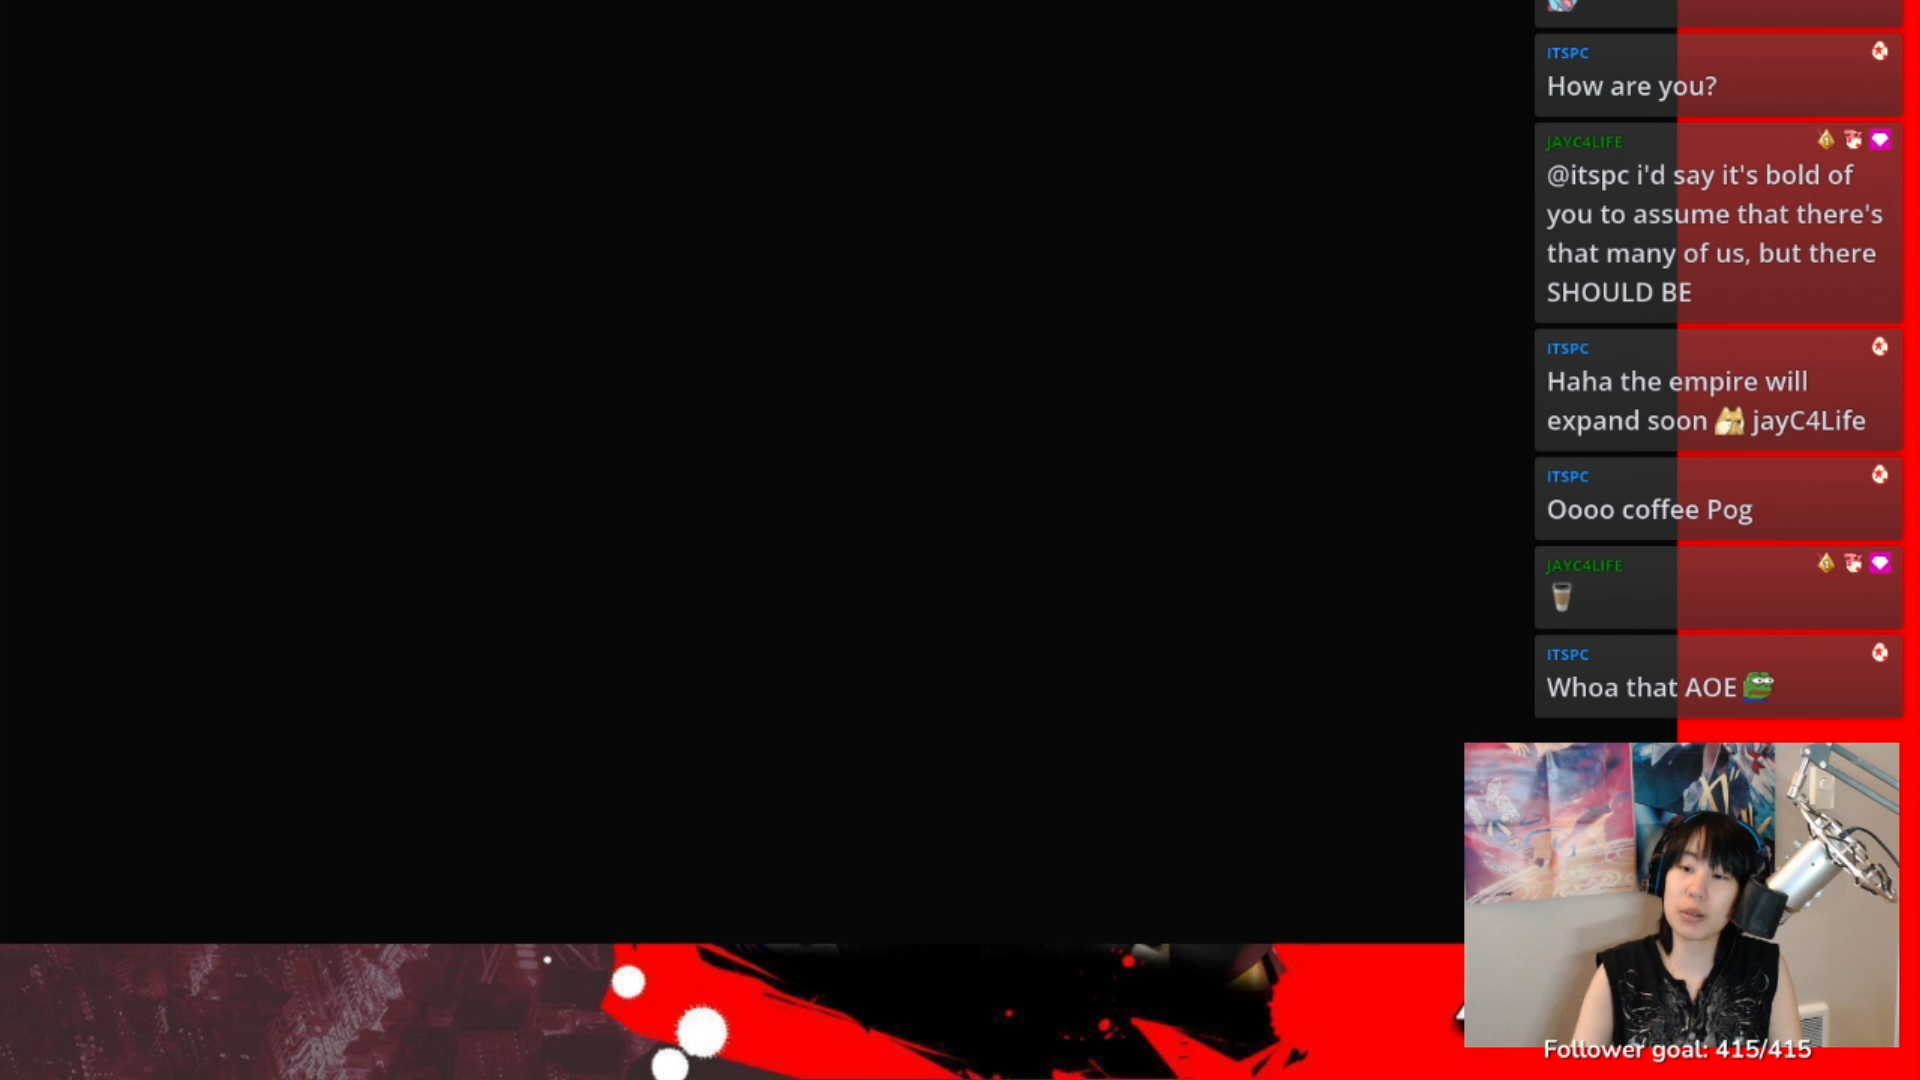 ITSPC
How are you?
JAYC4LIFE
@itspc i'd say it's bold of
you to assume that there's
that many of us, but there
SHOULD BE
ITSPC
Haha the empire will
expand soon jayC4Life
ITSPC
Oooo coffee Pog
JAYC4LIFE
ITSPC
Whoa that AOE
Follower goal: 415/415